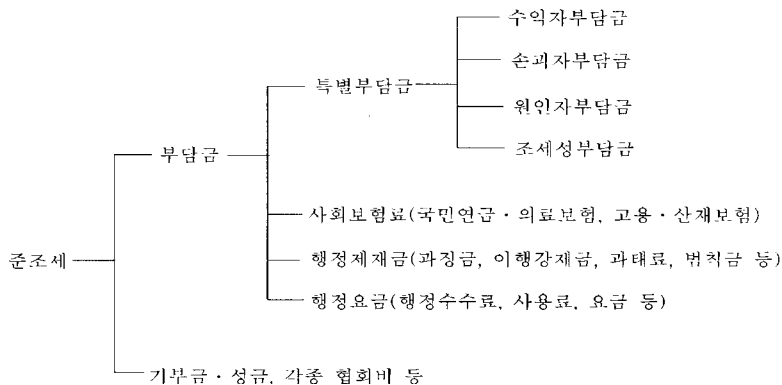 수익자부담금
손괴자부담금
특별부담금
원인자부담금
조세성부담금
부담금
사회보험료(국민연금·의료보험, 고용·산재보험)
준조세
행정제재금(과징금, 이행강제금, 과태료, 범칙금 등)
행정요금(행정수수료, 사용료, 요금 등)
기부금·성금, 각종 협회비 등